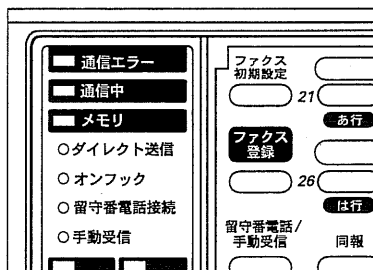 通信エラー
通信中
メモリ
ダイレクト送信
オンフック
留守番電話接続
手動受信
ファクス
初期設定
21
あ行
ファクス
登録
26
は行
留守番電話/
手動受信
同報